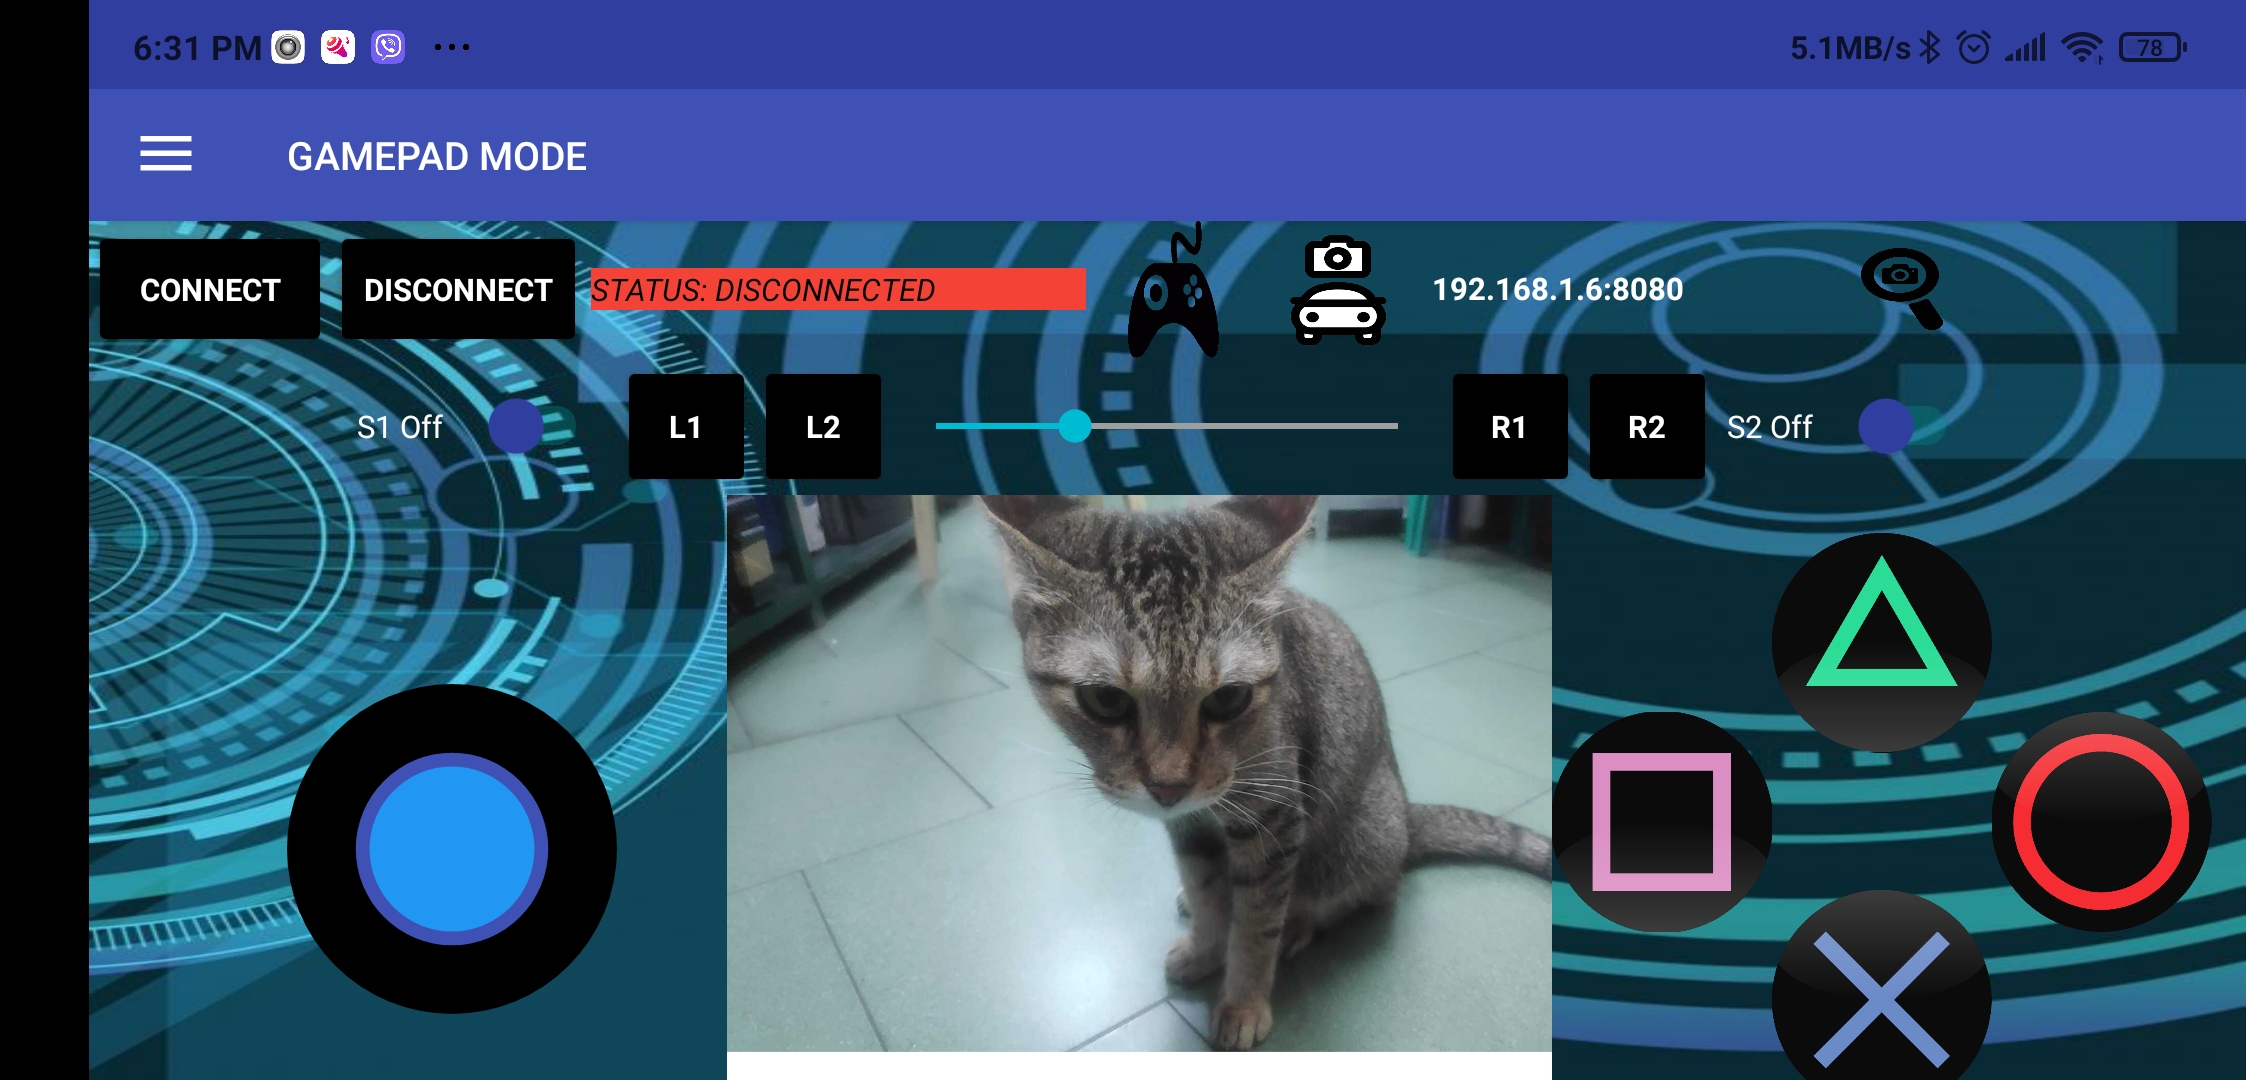 6:31 PM ... 5.1MB/s 78
GAMEPAD MODE
CONNECT DISCONNECT STATUS: DISCONNECTED 192.168.1.6:8080
S1 Off L1 L2 R1 R2 S2 Off